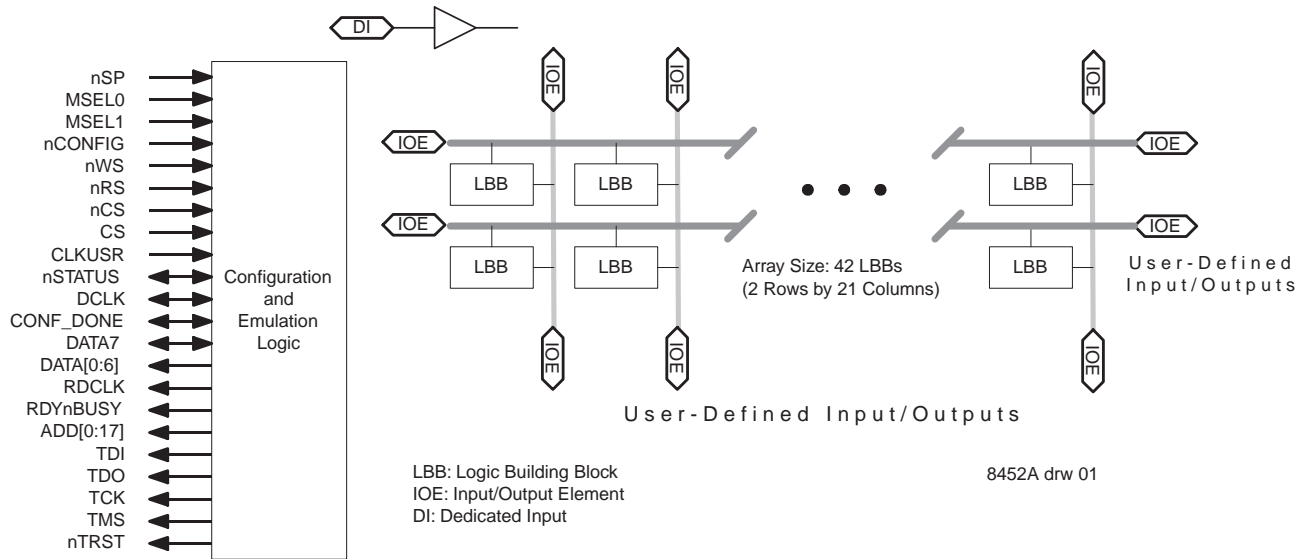 DI
nSP
MSEL0
MSEL1
nCONFIG
nWS
nRS
nCS
CS
CLKUSR
nSTATUS
DCLK
CONF_DONE
DATA7
DATA[0:6]
RDCLK
RDYnBUSY
ADD[0:17]
TDI
TDO
TCK
TMS
nTRST
Configuration
and
Emulation
Logic
IOE
IOE
IOE
IOE
IOE
LBB
LBB
LBB
IOE
IOE
LBB
LBB
LBB
Array Size: 42 LBBs
(2 Rows by 21 Columns)
User-Defined
Input/Outputs
IOE
IOE
IOE
User-Defined Input/Outputs
LBB: Logic Building Block
IOE: Input/Output Element
DI: Dedicated Input
8452A drw 01